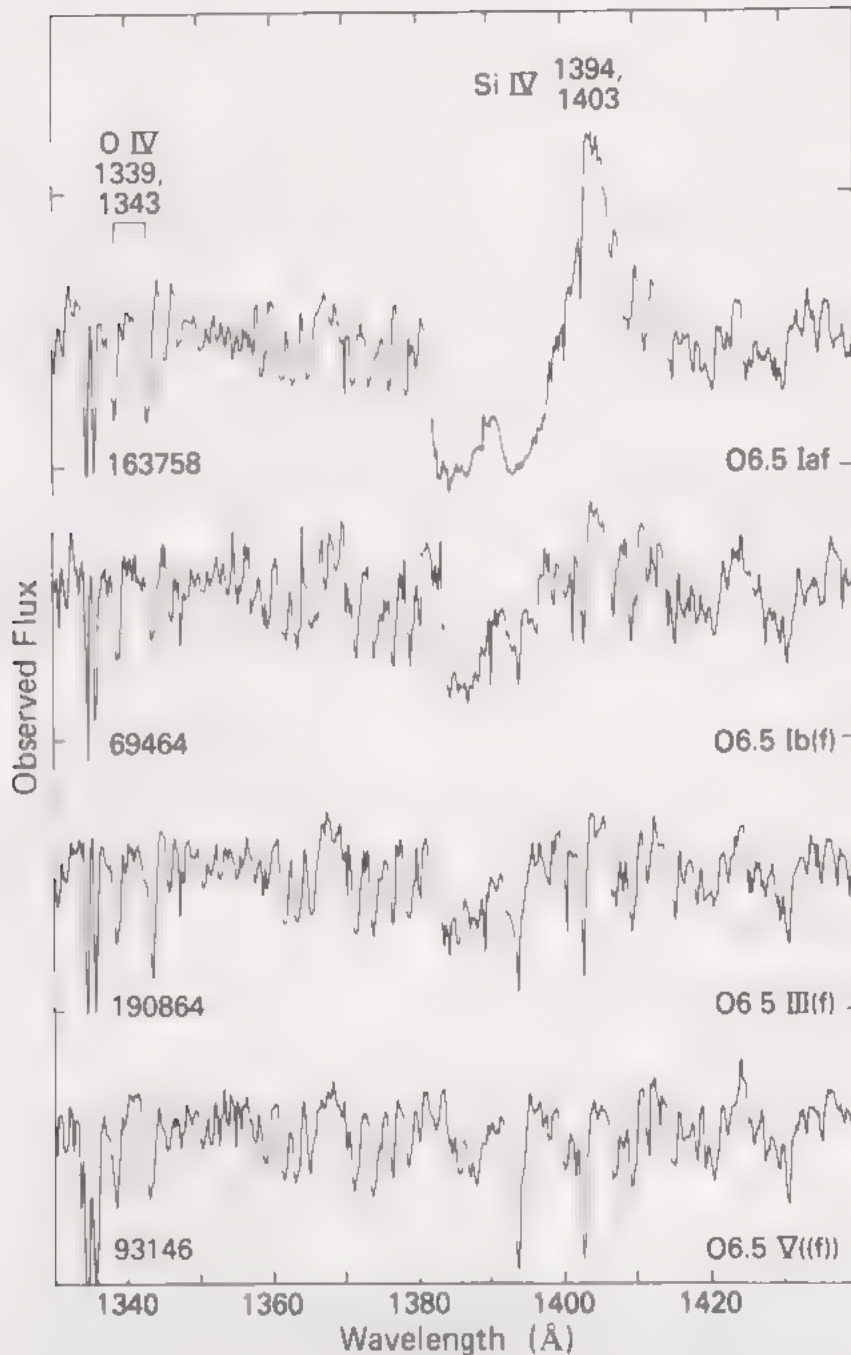 Si IV 1394,
1403
O IV
1339,
1343
163758
O6.5 Iaf
69464
O6.5 Ib(f)
190864
O6 5 III(f)
93146
O6.5 V((f))
Observed Flux
1340 1360 1380 1400 1420
Wavelength (Å)